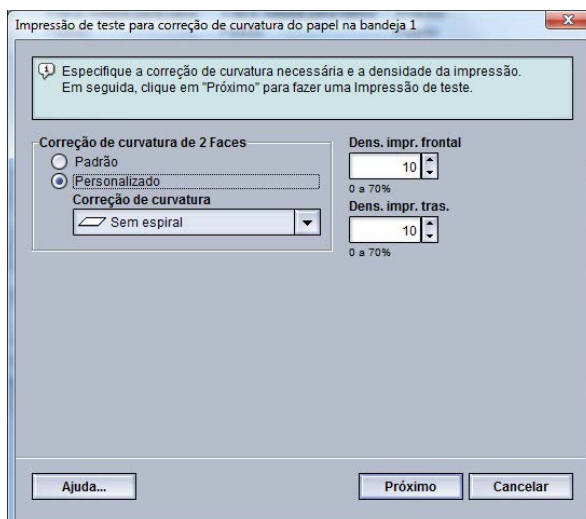 Impressão de teste para correção de curvatura do papel na bandeja 1
Especifique a correção de curvatura necessária e a densidade da impressão.
Em seguida, clique em "Próximo" para fazer uma Impressão de teste.
Correção de curvatura de 2 Faces
Padrão
Personalizado
Correção de curvatura
Sem espiral
Dens. impr. frontal
10
0 a 70%
Dens. impr. tras.
10
0 a 70%
Ajuda...
Próximo
Cancelar